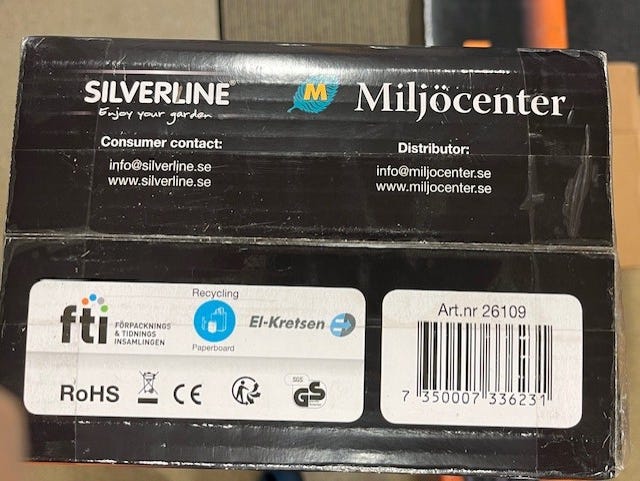 SILVERLINE®
Enjoy your garden
M Miljöcenter
Consumer contact:
info@silverline.se
www.silverline.se
Distributor:
info@miljocenter.se
www.miljocenter.se
fti FÖRPACKNINGS
& TIDNINGS
INSAMLINGEN
Recycling
Paperboard
El-Kretsen
RoHS CE
SGS
GS
Art.nr 26109
7 350007 336231